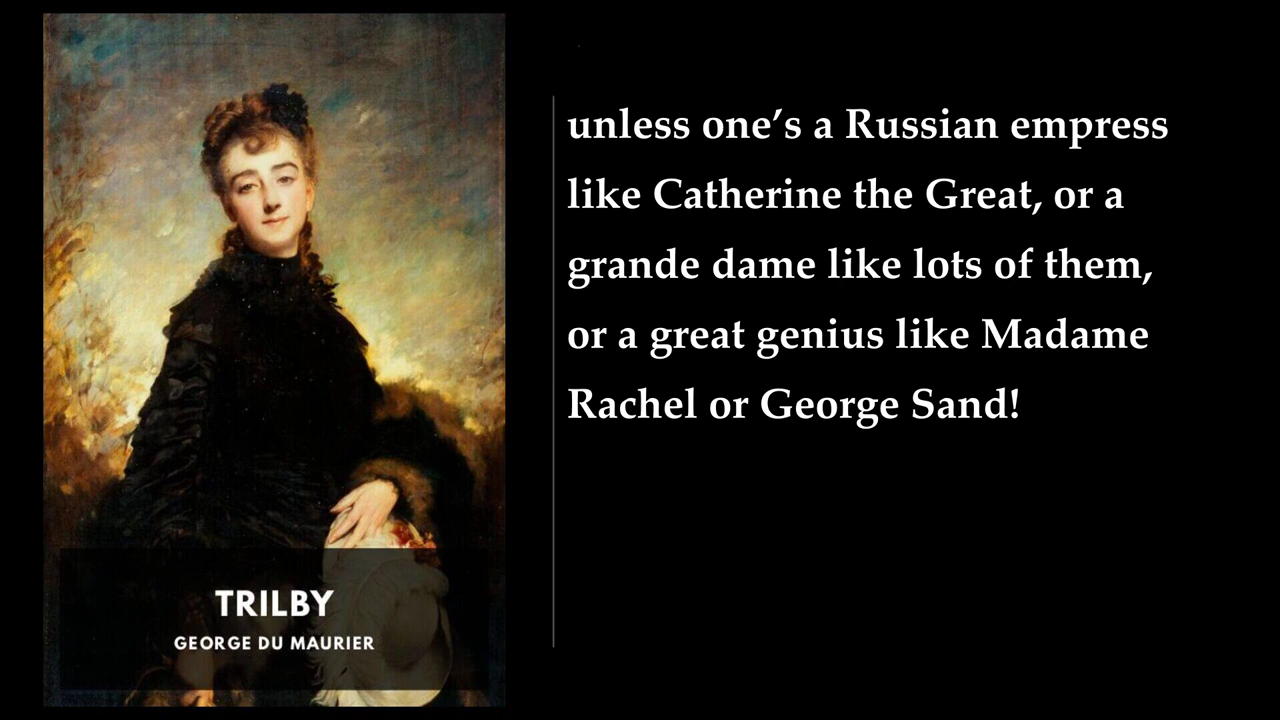 unless one’s a Russian empress
like Catherine the Great, or a
grande dame like lots of them,
or a great genius like Madame
Rachel or George Sand!
TRILBY
GEORGE DU MAURIER